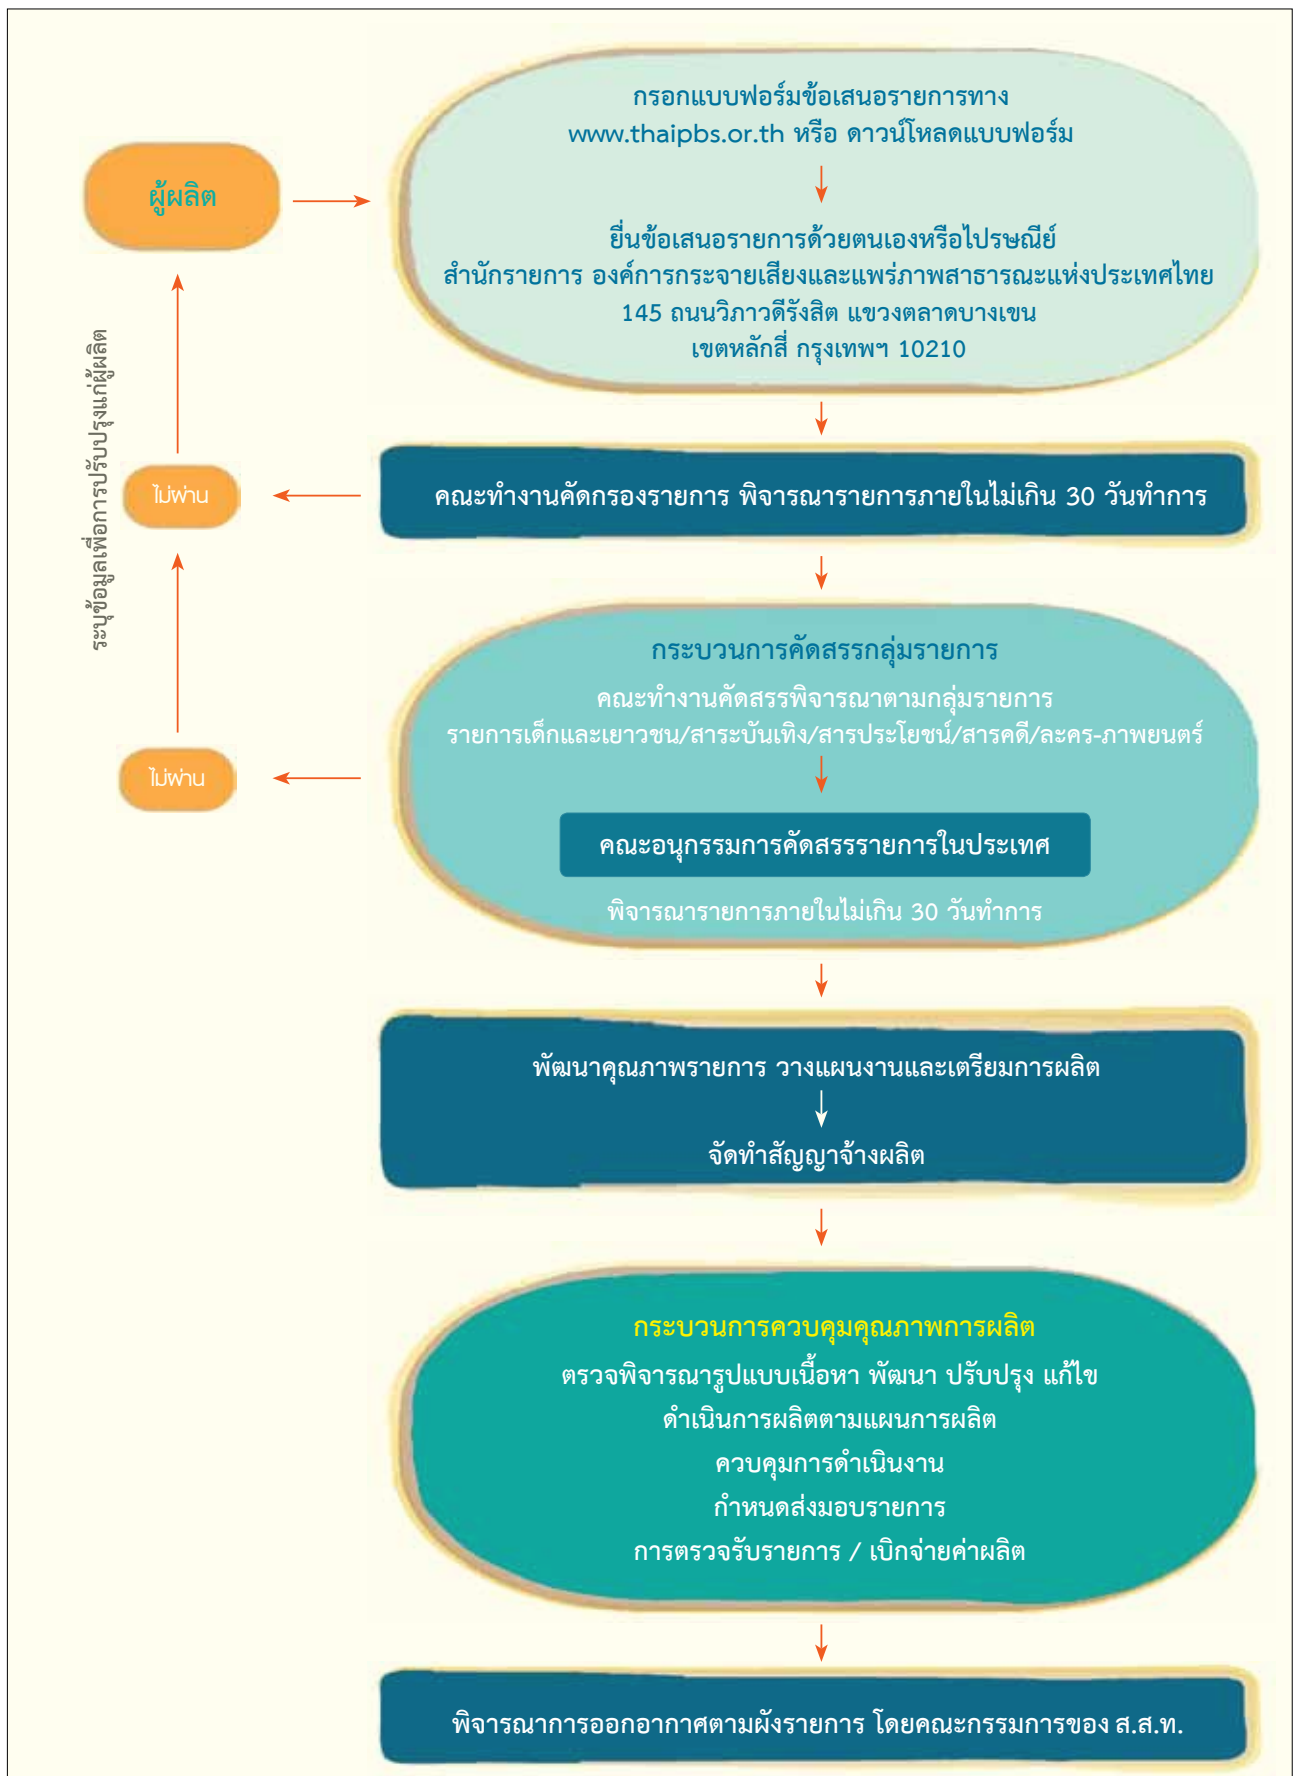 กรอกแบบฟอร์มข้อเสนอรายการทาง
www.thaipbs.or.th หรือ ดาวน์โหลดแบบฟอร์ม
ผู้ผลิต
ยื่นข้อเสนอรายการด้วยตนเองหรือไปรษณีย์
สำนักรายการ องค์การกระจายเสียงและแพร่ภาพสาธารณะแห่งประเทศไทย
145 ถนนวิภาวดีรังสิต แขวงตลาดบางเขน
เขตหลักสี่ กรุงเทพฯ 10210
ระบุข้อมูลเพื่อการปรับปรุงแก่ผู้ผลิต
ไม่ผ่าน
คณะทำงานคัดกรองรายการ พิจารณารายการภายในไม่เกิน 30 วันทำการ
กระบวนการคัดสรรกลุ่มรายการ
คณะทำงานคัดสรรพิจารณาตามกลุ่มรายการ
รายการเด็กและเยาวชน/สาระบันเทิง/สารประโยชน์/สารคดี/ละคร-ภาพยนตร์
ไม่ผ่าน
คณะอนุกรรมการคัดสรรรายการในประเทศ
พิจารณารายการภายในไม่เกิน 30 วันทำการ
พัฒนาคุณภาพรายการ วางแผนงานและเตรียมการผลิต
จัดทำสัญญาจ้างผลิต
กระบวนการควบคุมคุณภาพการผลิต
ตรวจพิจารณารูปแบบเนื้อหา พัฒนา ปรับปรุง แก้ไข
ดำเนินการผลิตตามแผนการผลิต
ควบคุมการดำเนินงาน
กำหนดส่งมอบรายการ
การตรวจรับรายการ / เบิกจ่ายค่าผลิต
พิจารณาการออกอากาศตามผังรายการ โดยคณะกรรมการของ ส.ส.ท.